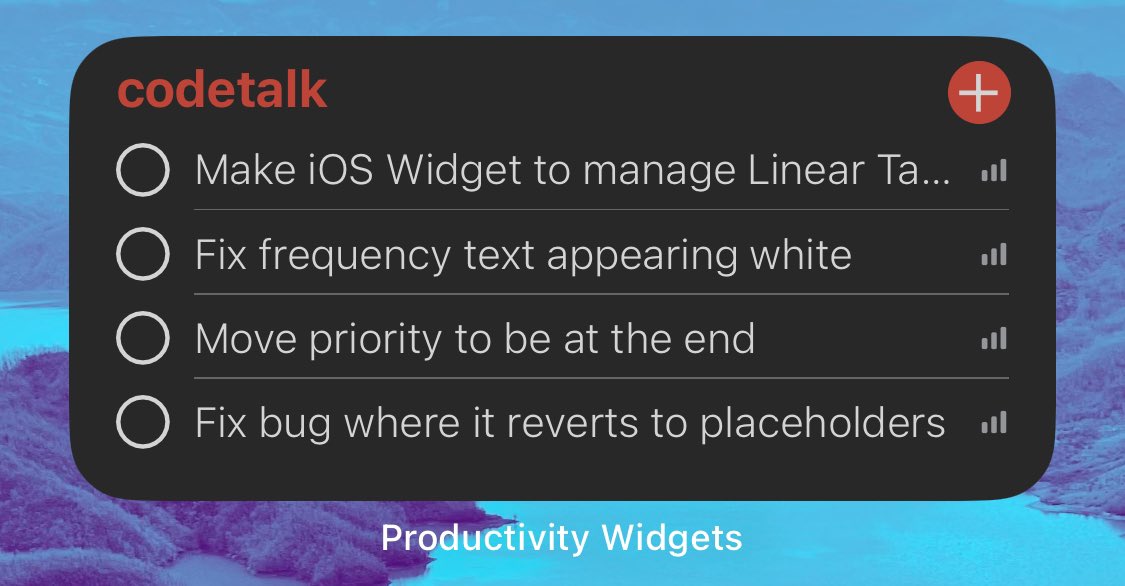 codetalk
Make iOS Widget to manage Linear Ta...
Fix frequency text appearing white
Move priority to be at the end
Fix bug where it reverts to placeholders
Productivity Widgets